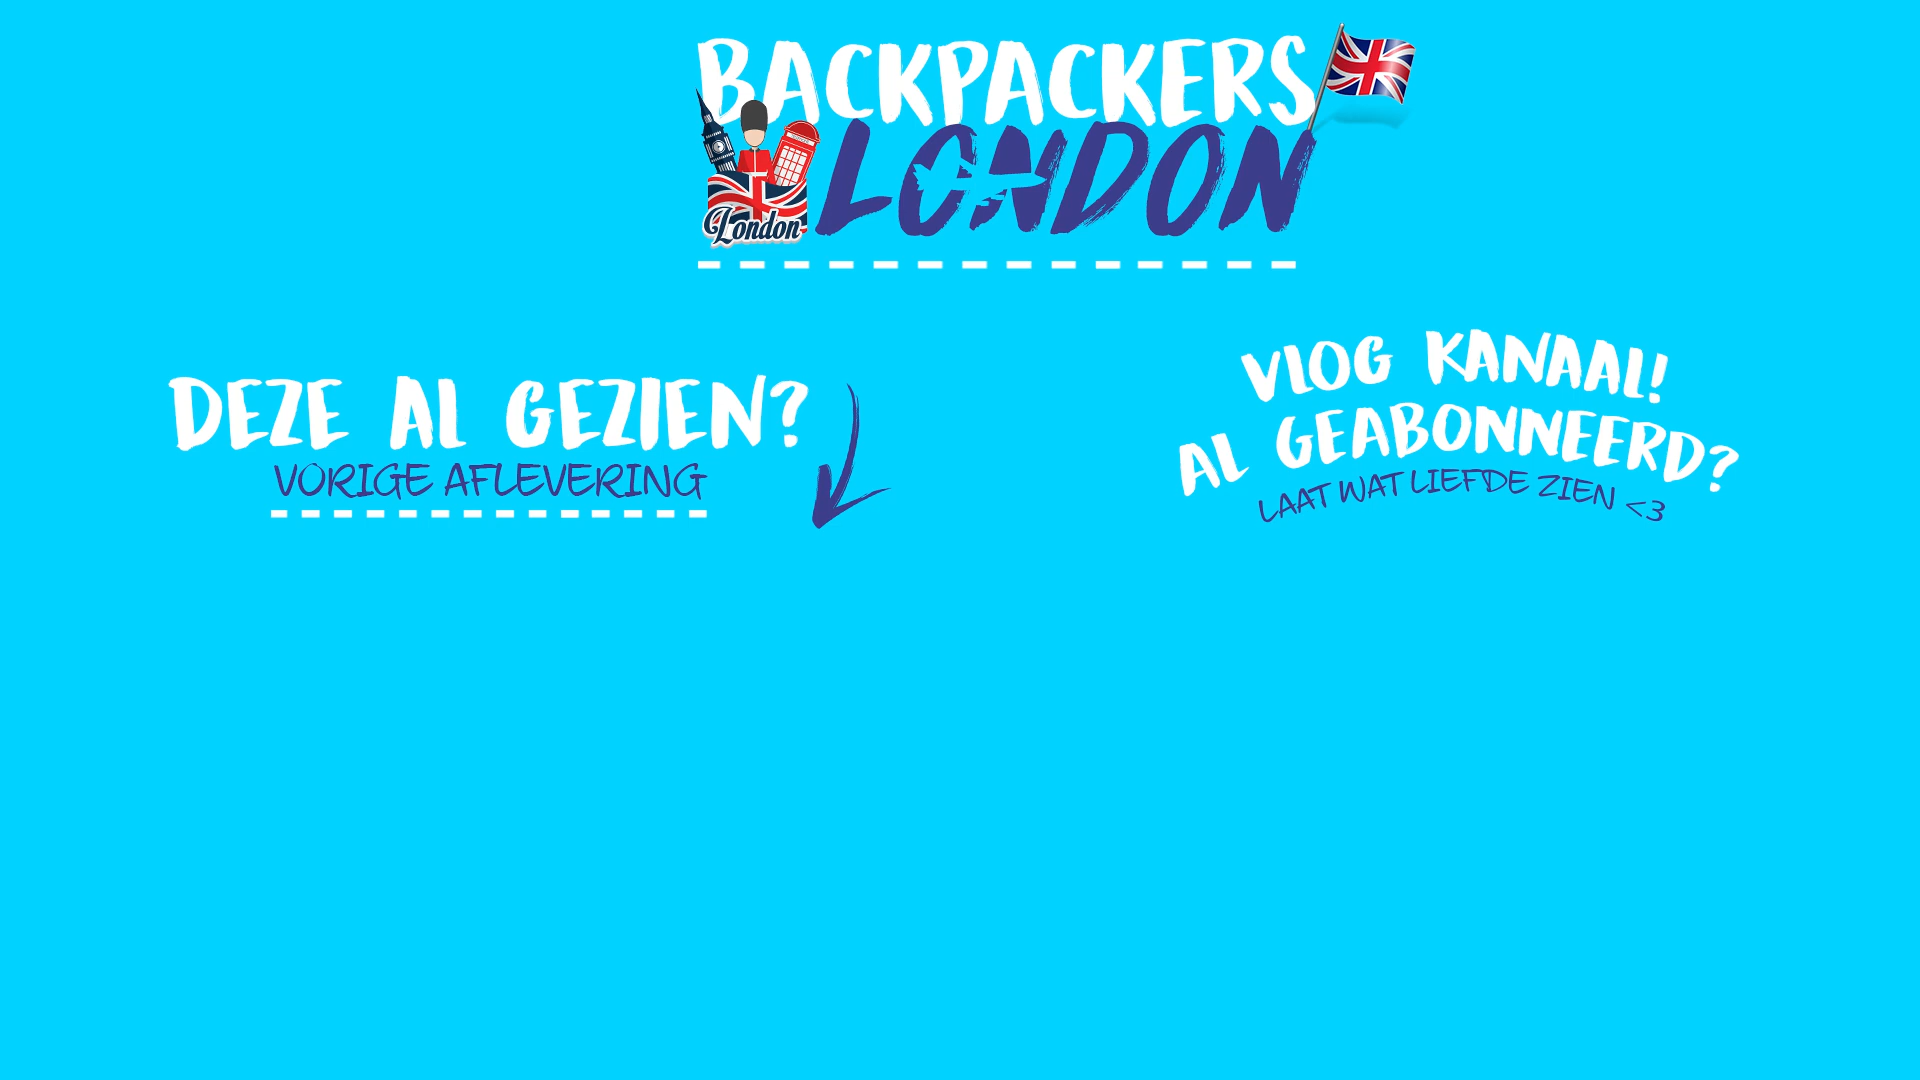 BACKPACKERS
LONDON
London
DEZE AL GEZIEN?
VORIGE AFLEVERING
VLOG KANAAL!
AL GEABONNEERD?
LAAT WAT LIEFDE ZIEN <3